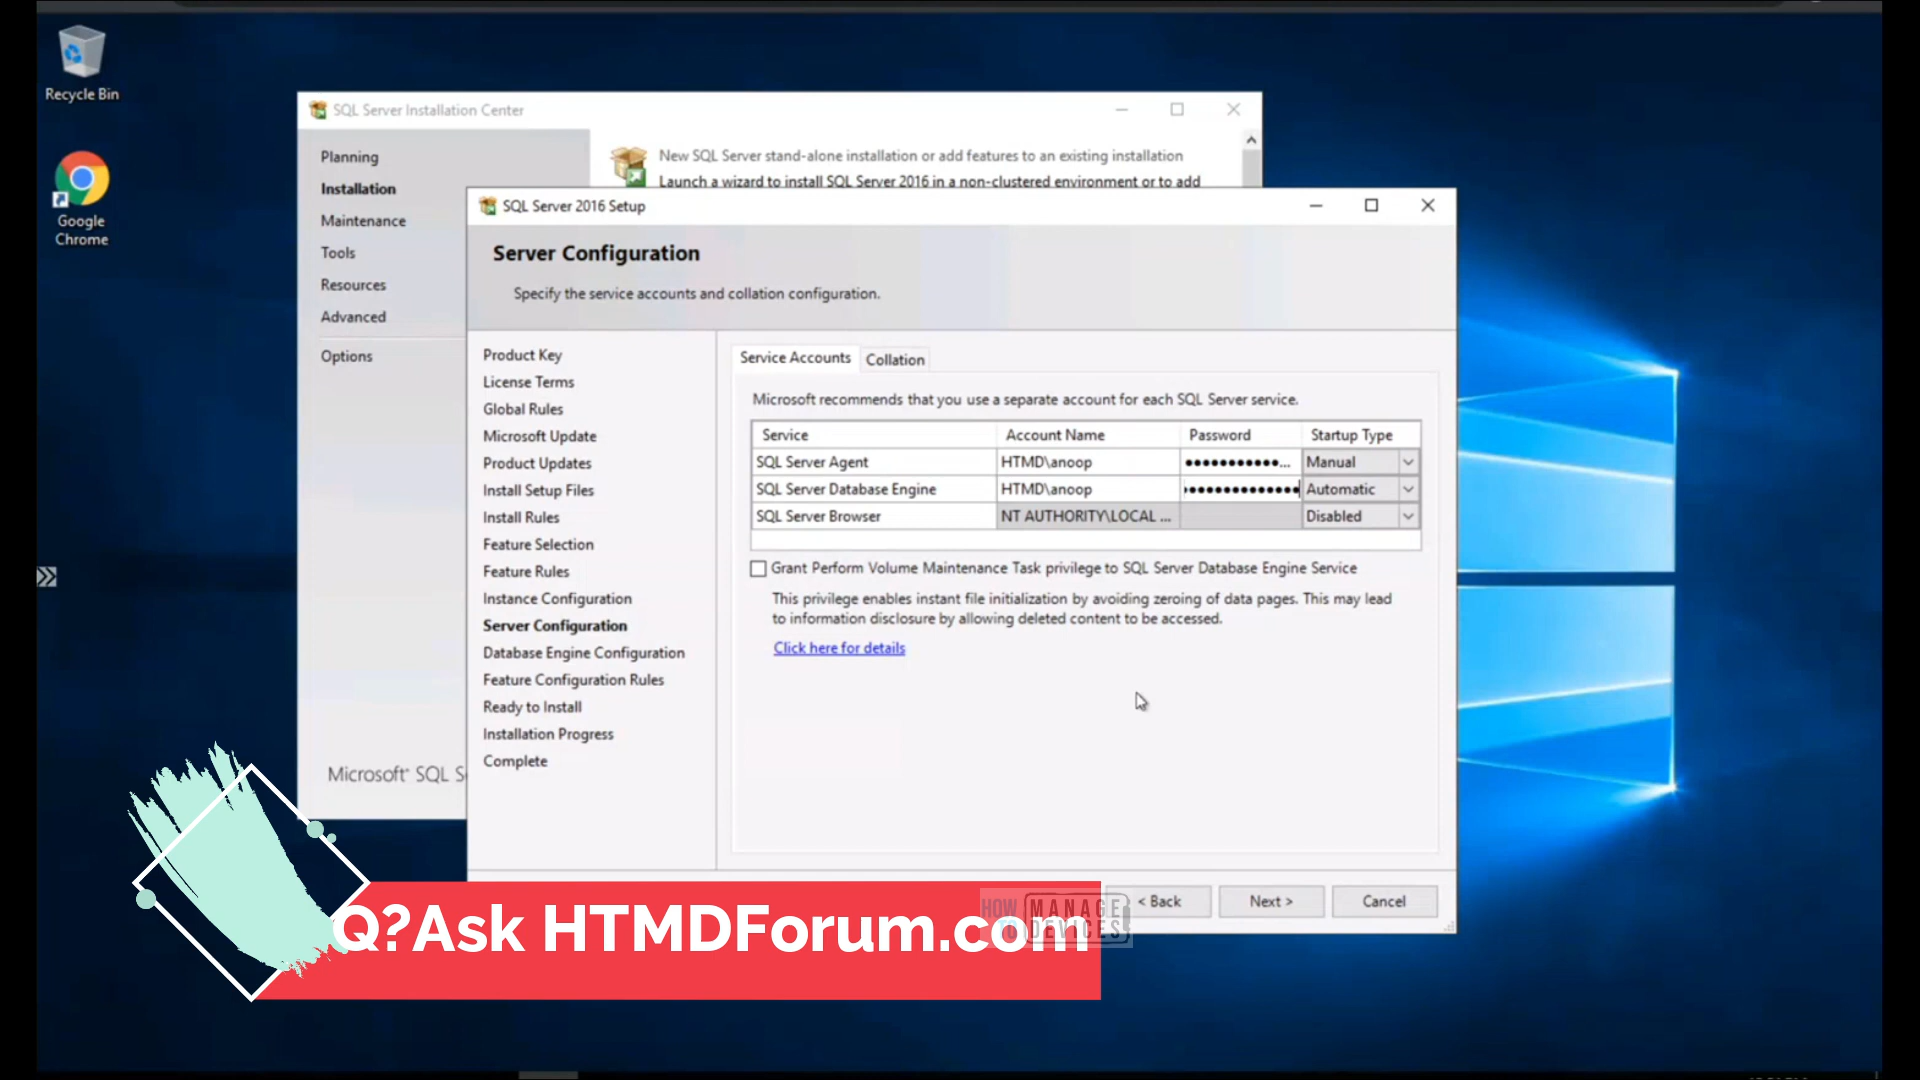 Recycle Bin
Google
Chrome
SQL Server Installation Center
Planning
Installation
Maintenance
Tools
Resources
Advanced
Options
New SQL Server stand-alone installation or add features to an existing installation
Launch a wizard to install SQL Server 2016 in a non-clustered environment or to add
Microsoft® SQL S
SQL Server 2016 Setup
Server Configuration
Specify the service accounts and collation configuration.
Product Key
License Terms
Global Rules
Microsoft Update
Product Updates
Install Setup Files
Install Rules
Feature Selection
Feature Rules
Instance Configuration
Server Configuration
Database Engine Configuration
Feature Configuration Rules
Ready to Install
Installation Progress
Complete
Service Accounts Collation
Microsoft recommends that you use a separate account for each SQL Server service.
Service Account Name Password Startup Type
SQL Server Agent HTMD\anoop ●●●●●●●●●●●... Manual
SQL Server Database Engine HTMD\anoop ●●●●●●●●●●●●●● Automatic
SQL Server Browser NT AUTHORITY\LOCAL ... Disabled
Grant Perform Volume Maintenance Task privilege to SQL Server Database Engine Service
This privilege enables instant file initialization by avoiding zeroing of data pages. This may lead
to information disclosure by allowing deleted content to be accessed.
Click here for details
< Back Next > Cancel
Q?Ask HTMDForum.com
HOW MANAGE
TO DEVICES